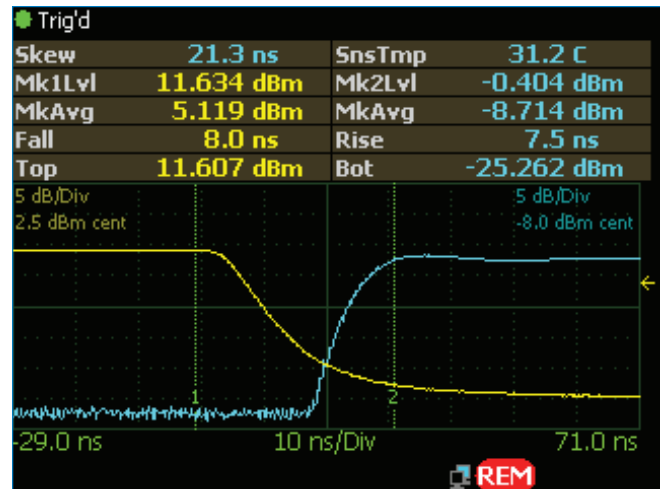 Trig'd
Skew 21.3 ns SnsTmp 31.2 C
Mk1Lvl 11.634 dBm Mk2Lvl -0.404 dBm
MkAvg 5.119 dBm MkAvg -8.714 dBm
Fall 8.0 ns Rise 7.5 ns
Top 11.607 dBm Bot -25.262 dBm
5 dB/Div 5 dB/Div
2.5 dBm cent -8.0 dBm cent
1 2
-29.0 ns 10 ns/Div 71.0 ns
REM